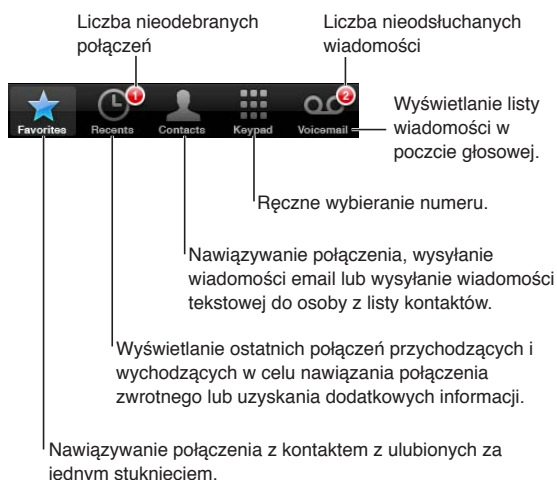 Liczba nieodebranych
połączeń
Liczba nieodsłuchanych
wiadomości
1
2
Favorites
Recents
Contacts
Keypad
Voicemail
Wyświetlanie listy
wiadomości w
poczcie głosowej.
Ręczne wybieranie numeru.
Nawiązywanie połączenia, wysyłanie
wiadomości email lub wysyłanie wiadomości
tekstowej do osoby z listy kontaktów.
Wyświetlanie ostatnich połączeń przychodzących i
wychodzących w celu nawiązania połączenia
zwrotnego lub uzyskania dodatkowych informacji.
Nawiązywanie połączenia z kontaktem z ulubionych za
jednym stuknięciem.